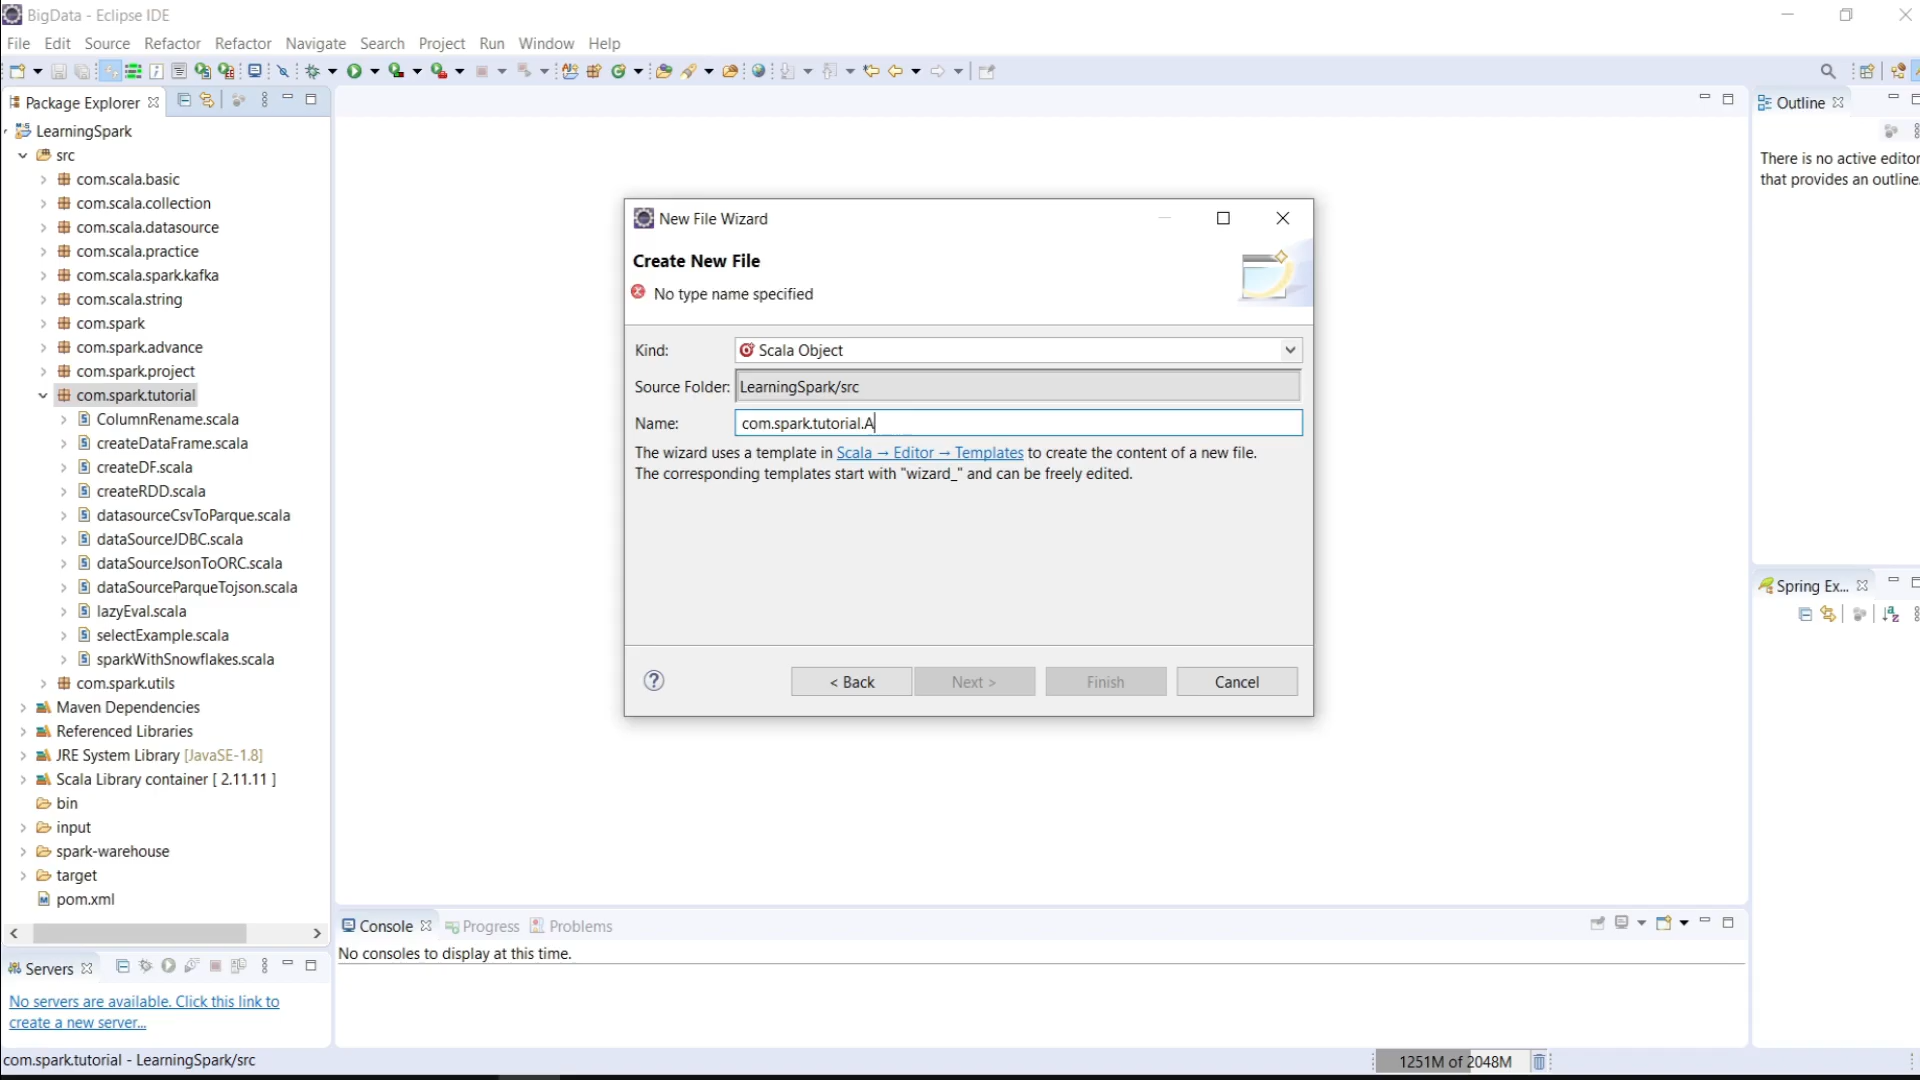 BigData - Eclipse IDE
File Edit Source Refactor Refactor Navigate Search Project Run Window Help
Package Explorer
LearningSpark
src
com.scala.basic
com.scala.collection
com.scala.datasource
com.scala.practice
com.scala.spark.kafka
com.scala.string
com.spark
com.spark.advance
com.spark.project
com.spark.tutorial
ColumnRename.scala
createDataFrame.scala
createDF.scala
createRDD.scala
datasourceCsvToParque.scala
dataSourceJDBC.scala
dataSourceJsonToORC.scala
dataSourceParqueTojson.scala
lazyEval.scala
selectExample.scala
sparkWithSnowflakes.scala
com.spark.utils
Maven Dependencies
Referenced Libraries
JRE System Library [JavaSE-1.8]
Scala Library container [ 2.11.11 ]
bin
input
spark-warehouse
target
pom.xml
Servers
No servers are available. Click this link to
create a new server...
New File Wizard
Create New File
No type name specified
Kind: Scala Object
Source Folder: LearningSpark/src
Name: com.spark.tutorial.A
The wizard uses a template in Scala → Editor → Templates to create the content of a new file.
The corresponding templates start with "wizard_" and can be freely edited.
< Back Next > Finish Cancel
Console Progress Problems
No consoles to display at this time.
Outline
There is no active editor
that provides an outline.
Spring Ex...
com.spark.tutorial - LearningSpark/src
1251M of 2048M